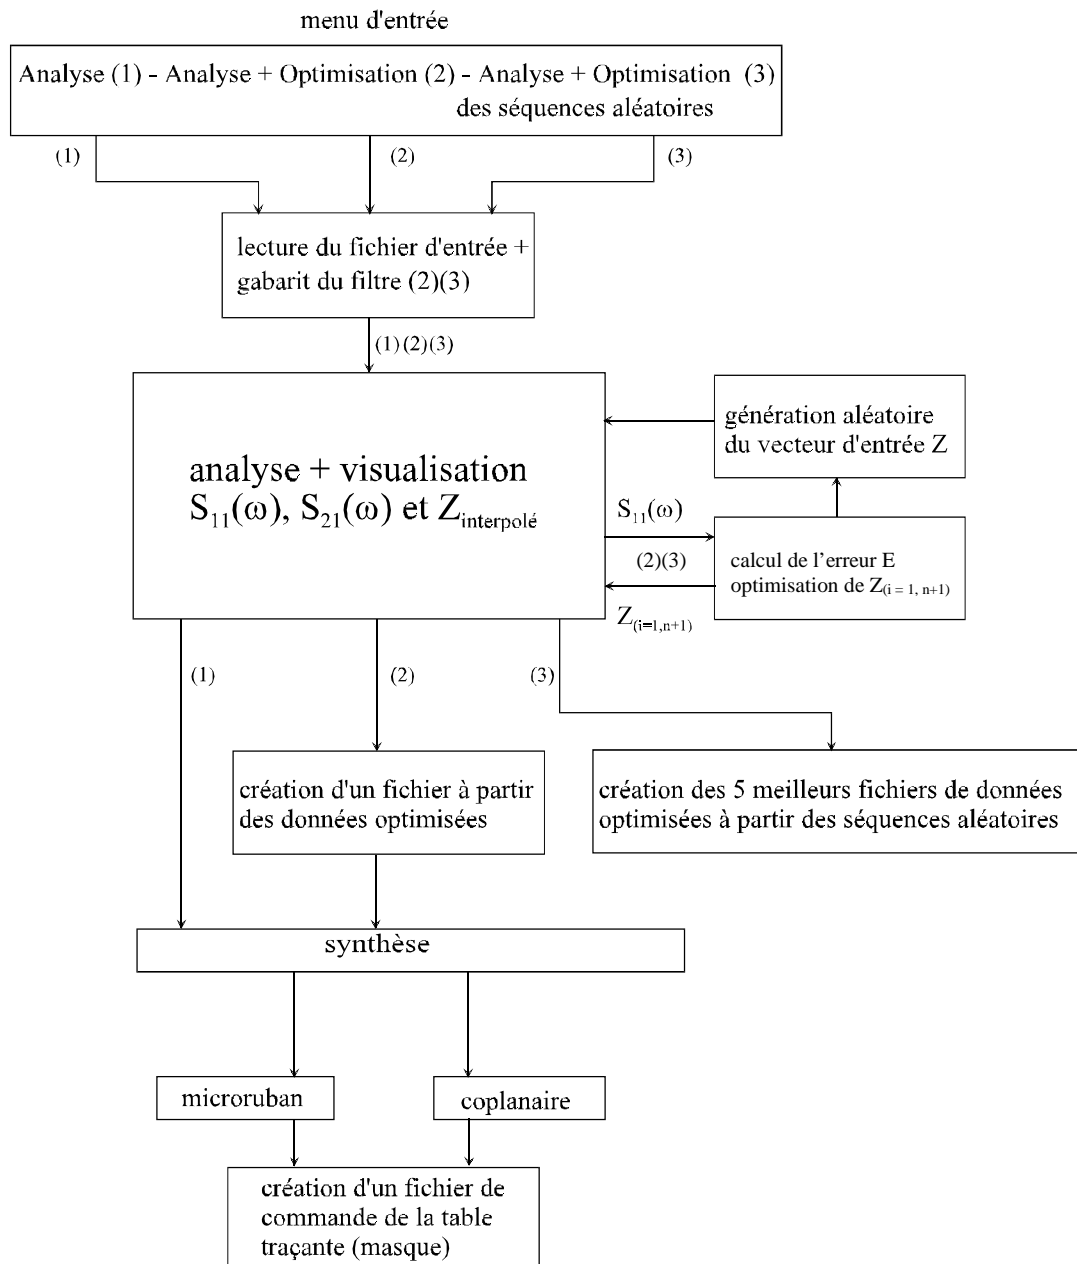 menu d'entrée
Analyse (1) - Analyse + Optimisation (2) - Analyse + Optimisation (3)
des séquences aléatoires
(1)
(2)
(3)
lecture du fichier d'entrée +
gabarit du filtre (2)(3)
(1)(2)(3)
génération aléatoire
du vecteur d'entrée Z
analyse + visualisation
S11(ω), S21(ω) et Zinterpolé
S11(ω)
(2)(3)
calcul de l’erreur E
optimisation de Z(i = 1, n+1)
Z(i=1,n+1)
(1)
(2)
(3)
création d'un fichier à partir
des données optimisées
création des 5 meilleurs fichiers de données
optimisées à partir des séquences aléatoires
synthèse
microruban
coplanaire
création d'un fichier de
commande de la table
traçante (masque)